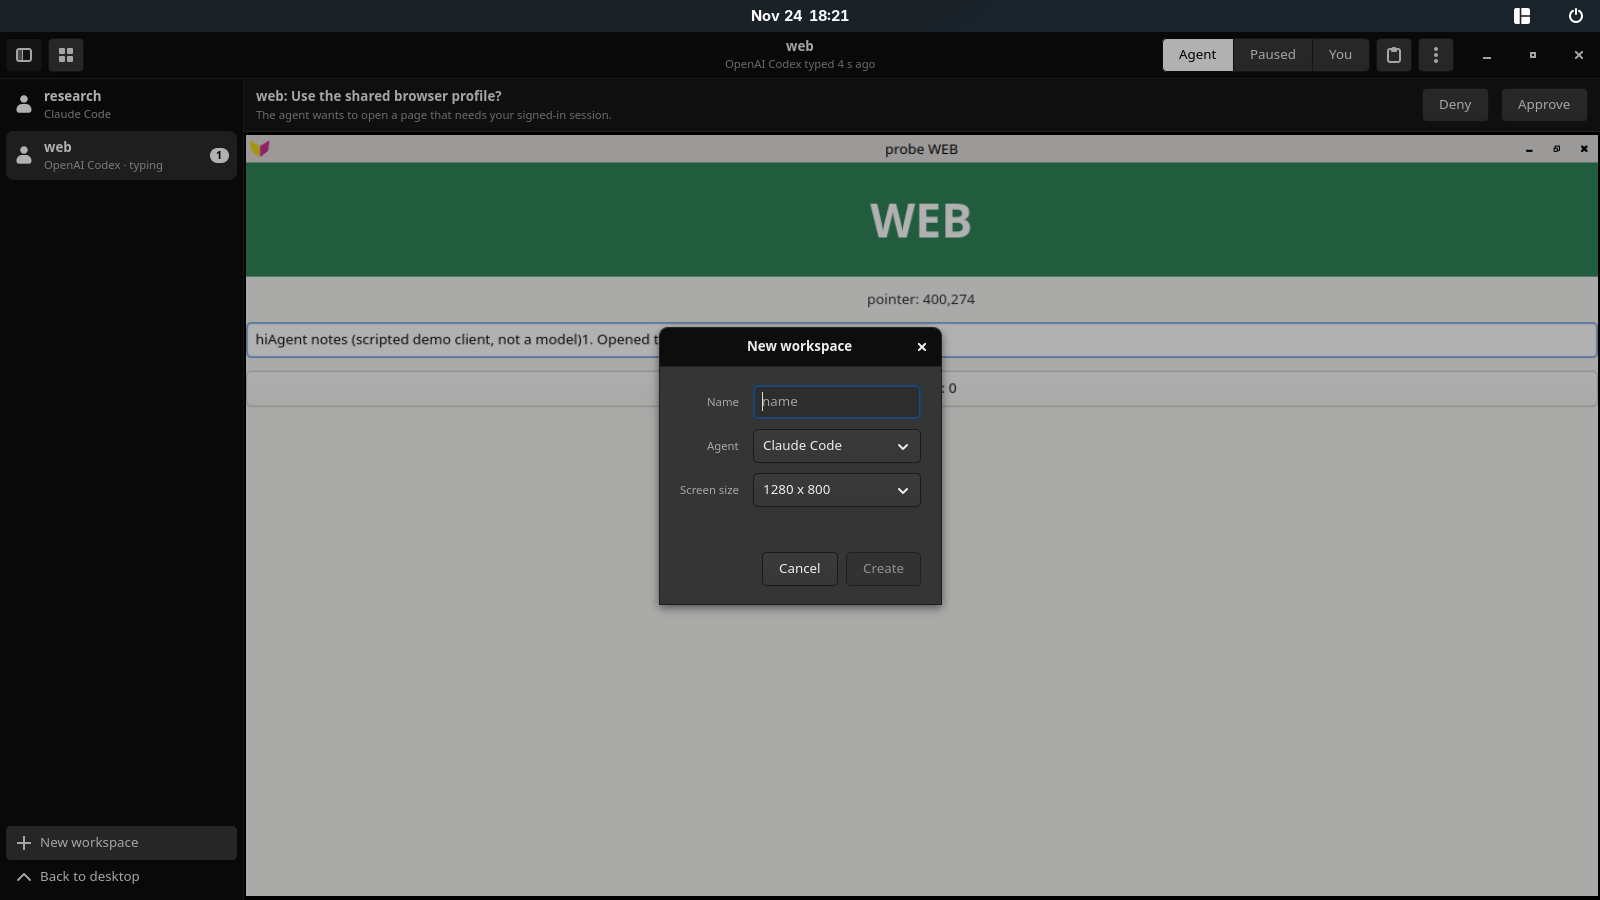 Nov 24 18:21
web
OpenAI Codex typed 4 s ago
Agent
Paused
You
research
Claude Code
web
OpenAI Codex · typing
1
web: Use the shared browser profile?
The agent wants to open a page that needs your signed-in session.
Deny
Approve
probe WEB
WEB
pointer: 400,274
hiAgent notes (scripted demo client, not a model)1. Opened t
: 0
New workspace
Name
name
Agent
Claude Code
Screen size
1280 x 800
Cancel
Create
New workspace
Back to desktop